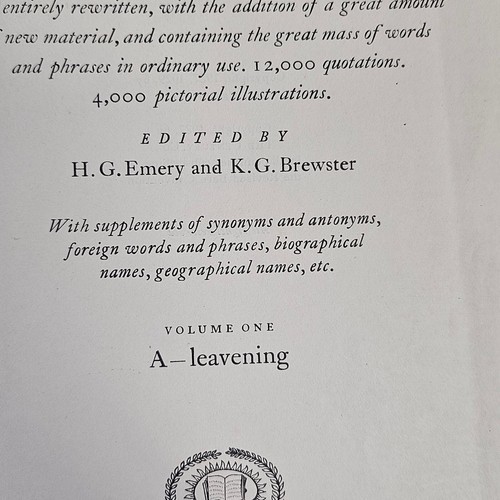 entirely rewritten, with the addition of a great amount
new material, and containing the great mass of words
and phrases in ordinary use. 12,000 quotations.
4,000 pictorial illustrations.
EDITED BY
H. G. Emery and K. G. Brewster
With supplements of synonyms and antonyms,
foreign words and phrases, biographical
names, geographical names, etc.
VOLUME ONE
A—leavening